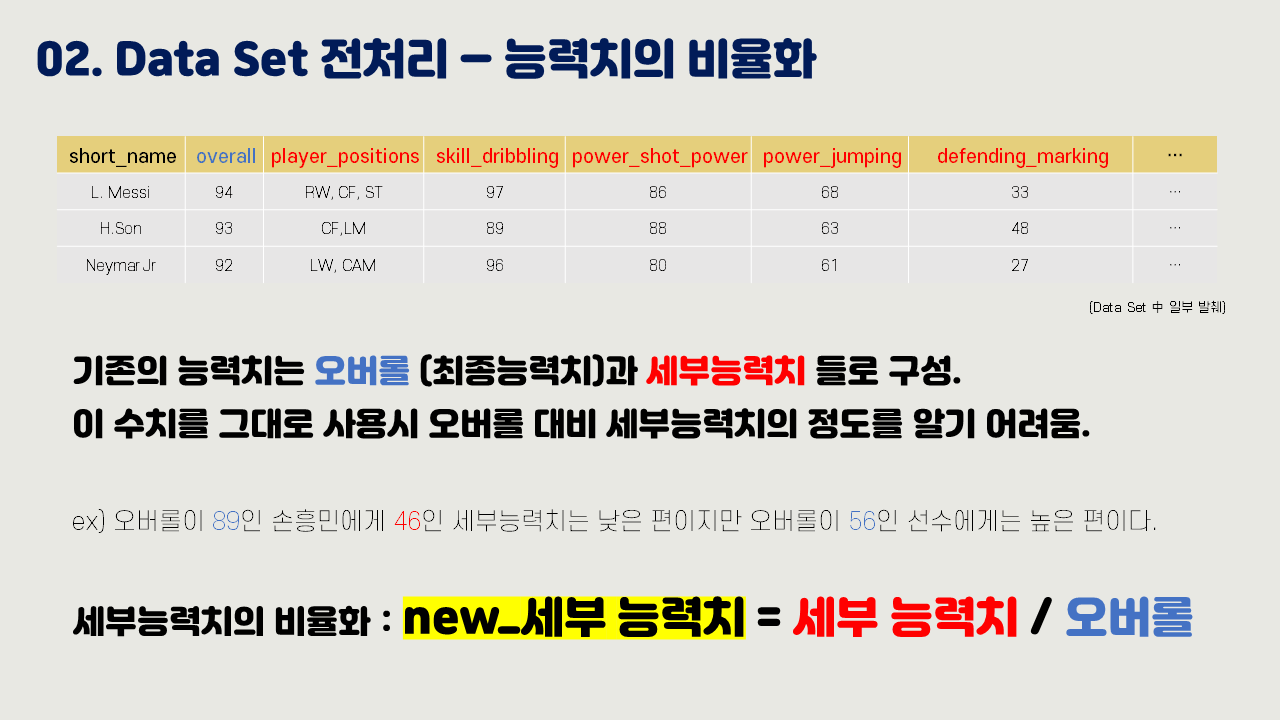 02. Data Set 전처리 – 능력치의 비율화
short_name overall player_positions skill_dribbling power_shot_power power_jumping defending_marking ...
L. Messi 94 RW, CF, ST 97 86 68 33 ...
H.Son 93 CF,LM 89 88 63 48 ...
Neymar Jr 92 LW, CAM 96 80 61 27 ...
(Data Set 中 일부 발췌)
기존의 능력치는 오버롤 (최종능력치)과 세부능력치 들로 구성.
이 수치를 그대로 사용시 오버롤 대비 세부능력치의 정도를 알기 어려움.
ex) 오버롤이 89인 손흥민에게 46인 세부능력치는 낮은 편이지만 오버롤이 56인 선수에게는 높은 편이다.
세부능력치의 비율화 : new_세부 능력치 = 세부 능력치 / 오버롤